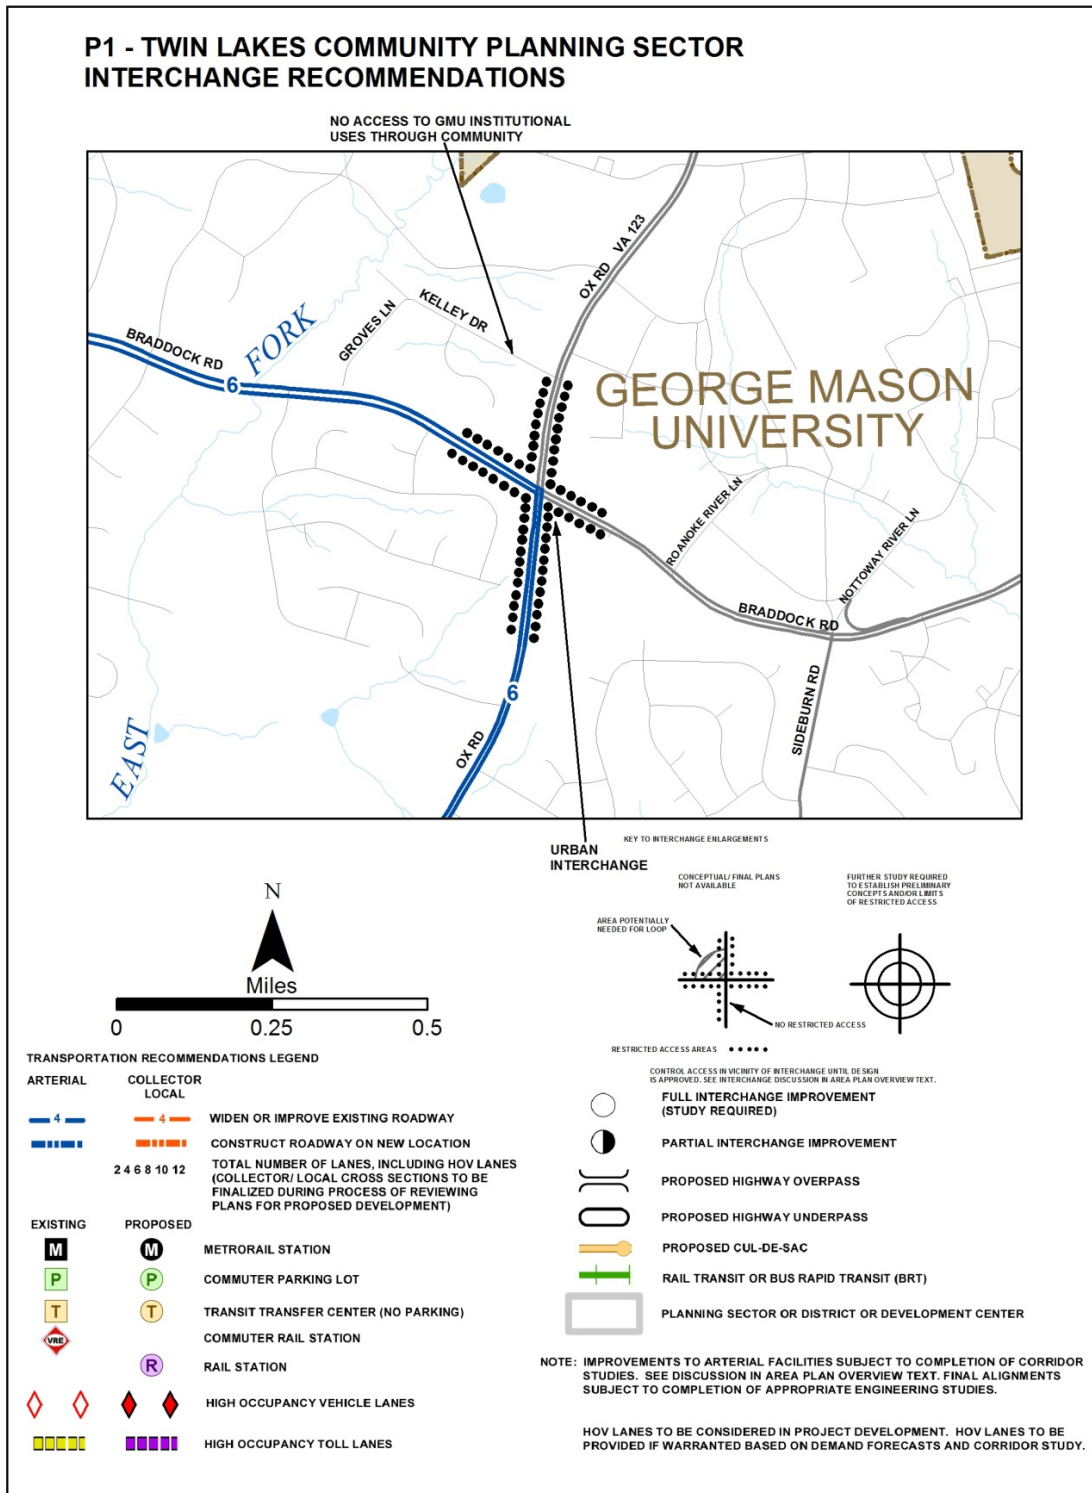 P1 - TWIN LAKES COMMUNITY PLANNING SECTOR
INTERCHANGE RECOMMENDATIONS
NO ACCESS TO GMU INSTITUTIONAL
USES THROUGH COMMUNITY
OX RD VA 123
KELLEY DR
GROVES LN
BRADDOCK RD
FORK
6
GEORGE MASON
UNIVERSITY
ROANOKE RIVER LN
NOTTOWAY RIVER LN
BRADDOCK RD
SIDEBURN RD
6
OX RD
EAST
URBAN
INTERCHANGE
KEY TO INTERCHANGE ENLARGEMENTS
CONCEPTUAL/ FINAL PLANS
NOT AVAILABLE
FURTHER STUDY REQUIRED
TO ESTABLISH PRELIMINARY
CONCEPTS AND/OR LIMITS
OF RESTRICTED ACCESS
AREA POTENTIALLY
NEEDED FOR LOOP
NO RESTRICTED ACCESS
RESTRICTED ACCESS AREAS
CONTROL ACCESS IN VICINITY OF INTERCHANGE UNTIL DESIGN
IS APPROVED. SEE INTERCHANGE DISCUSSION IN AREA PLAN OVERVIEW TEXT.
N
Miles
0 0.25 0.5
TRANSPORTATION RECOMMENDATIONS LEGEND
ARTERIAL COLLECTOR
LOCAL
4 4 WIDEN OR IMPROVE EXISTING ROADWAY
CONSTRUCT ROADWAY ON NEW LOCATION
2 4 6 8 10 12 TOTAL NUMBER OF LANES, INCLUDING HOV LANES
(COLLECTOR/ LOCAL CROSS SECTIONS TO BE
FINALIZED DURING PROCESS OF REVIEWING
PLANS FOR PROPOSED DEVELOPMENT)
EXISTING PROPOSED
M M METRORAIL STATION
P P COMMUTER PARKING LOT
T T TRANSIT TRANSFER CENTER (NO PARKING)
VRE COMMUTER RAIL STATION
R RAIL STATION
HIGH OCCUPANCY VEHICLE LANES
HIGH OCCUPANCY TOLL LANES
FULL INTERCHANGE IMPROVEMENT
(STUDY REQUIRED)
PARTIAL INTERCHANGE IMPROVEMENT
PROPOSED HIGHWAY OVERPASS
PROPOSED HIGHWAY UNDERPASS
PROPOSED CUL-DE-SAC
RAIL TRANSIT OR BUS RAPID TRANSIT (BRT)
PLANNING SECTOR OR DISTRICT OR DEVELOPMENT CENTER
NOTE: IMPROVEMENTS TO ARTERIAL FACILITIES SUBJECT TO COMPLETION OF CORRIDOR
STUDIES. SEE DISCUSSION IN AREA PLAN OVERVIEW TEXT. FINAL ALIGNMENTS
SUBJECT TO COMPLETION OF APPROPRIATE ENGINEERING STUDIES.
HOV LANES TO BE CONSIDERED IN PROJECT DEVELOPMENT. HOV LANES TO BE
PROVIDED IF WARRANTED BASED ON DEMAND FORECASTS AND CORRIDOR STUDY.